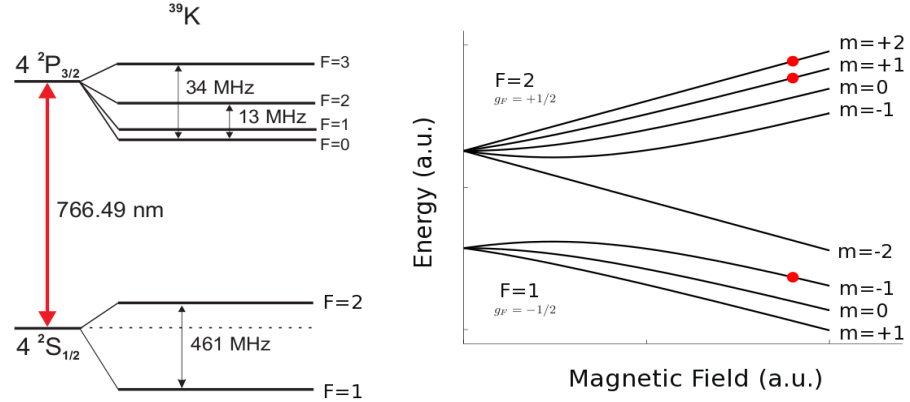 ³⁹K
4 ²P₃/₂
F=3
34 MHz
F=2
13 MHz
F=1
F=0
766.49 nm
F=2
4 ²S₁/₂
461 MHz
F=1
Energy (a.u.)
F=2
g_F = +1/2
m=+2
m=+1
m=0
m=-1
m=-2
F=1
g_F = −1/2
m=-1
m=0
m=+1
Magnetic Field (a.u.)